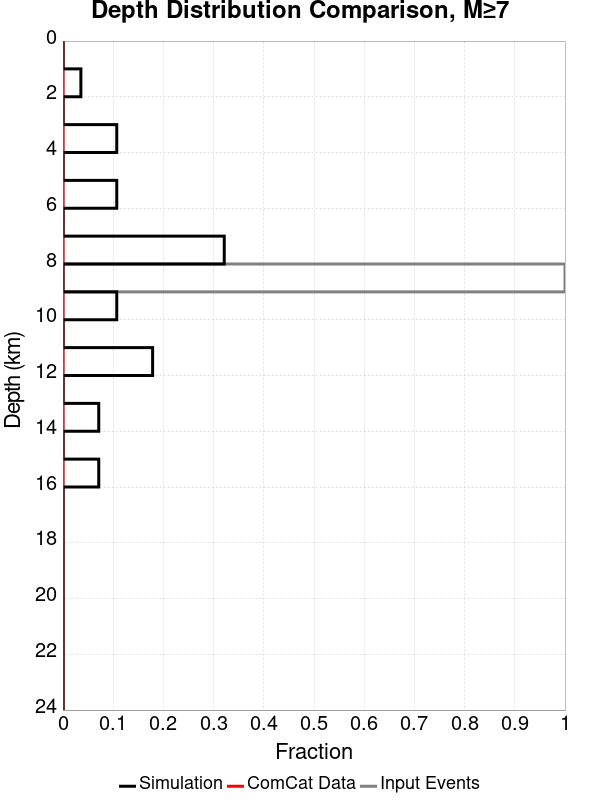 Depth Distribution Comparison, M≥7
0
2
4
6
8
10
12
14
16
18
20
22
24
Depth (km)
0 0.1 0.2 0.3 0.4 0.5 0.6 0.7 0.8 0.9 1
Fraction
Simulation ComCat Data Input Events